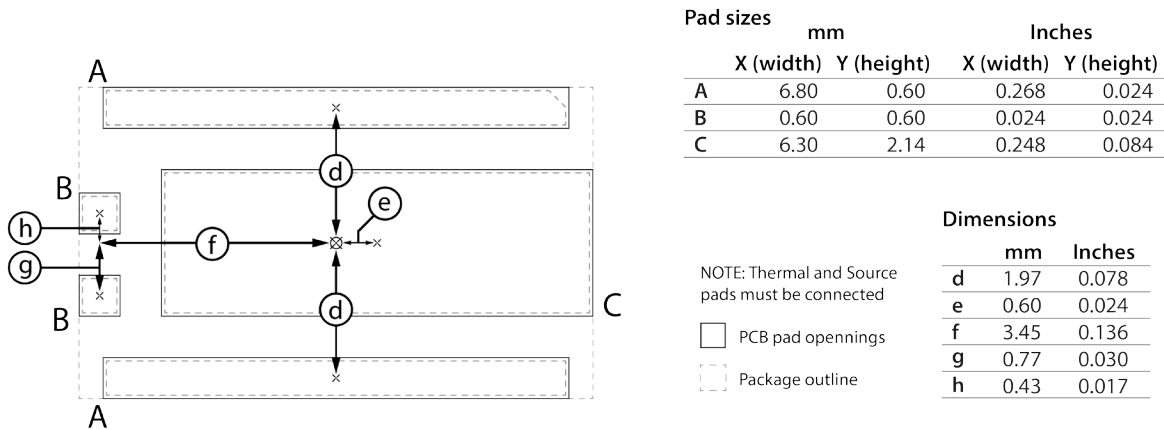 A
B
h
g
B
A
d
e
f
d
C
Pad sizes
mm Inches
X (width) Y (height) X (width) Y (height)
A 6.80 0.60 0.268 0.024
B 0.60 0.60 0.024 0.024
C 6.30 2.14 0.248 0.084
NOTE: Thermal and Source
pads must be connected
PCB pad opennings
Package outline
Dimensions
mm Inches
d 1.97 0.078
e 0.60 0.024
f 3.45 0.136
g 0.77 0.030
h 0.43 0.017